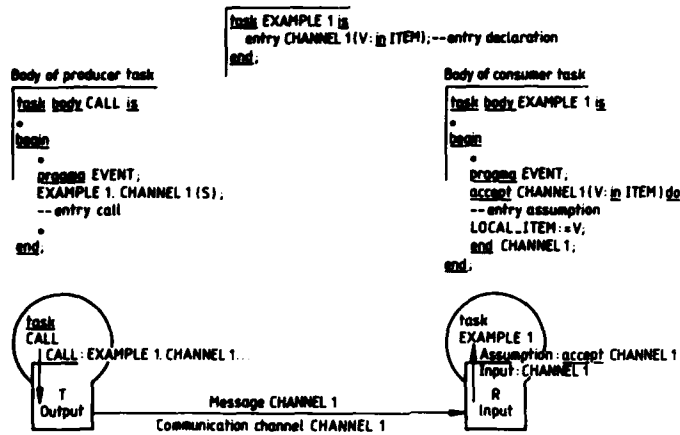 task EXAMPLE 1 is
entry CHANNEL 1(V: in ITEM);--entry declaration
end;
Body of producer task
task body CALL is
•
begin
•
pragma EVENT;
EXAMPLE 1. CHANNEL 1(S);
--entry call
•
end;
Body of consumer task
task body EXAMPLE 1 is
•
begin
•
pragma EVENT;
accept CHANNEL 1(V: in ITEM) do
--entry assumption
LOCAL_ITEM:=V;
end CHANNEL 1;
end;
task
CALL
CALL: EXAMPLE 1. CHANNEL 1...
T
Output
Message CHANNEL 1
Communication channel CHANNEL 1
task
EXAMPLE 1
Assumption: accept CHANNEL 1
Input: CHANNEL 1
R
Input